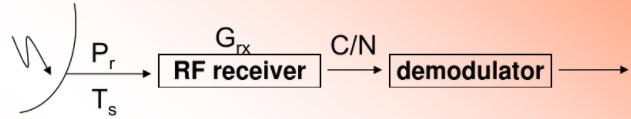 G_rx
P_r
C/N
RF receiver
demodulator
T_s